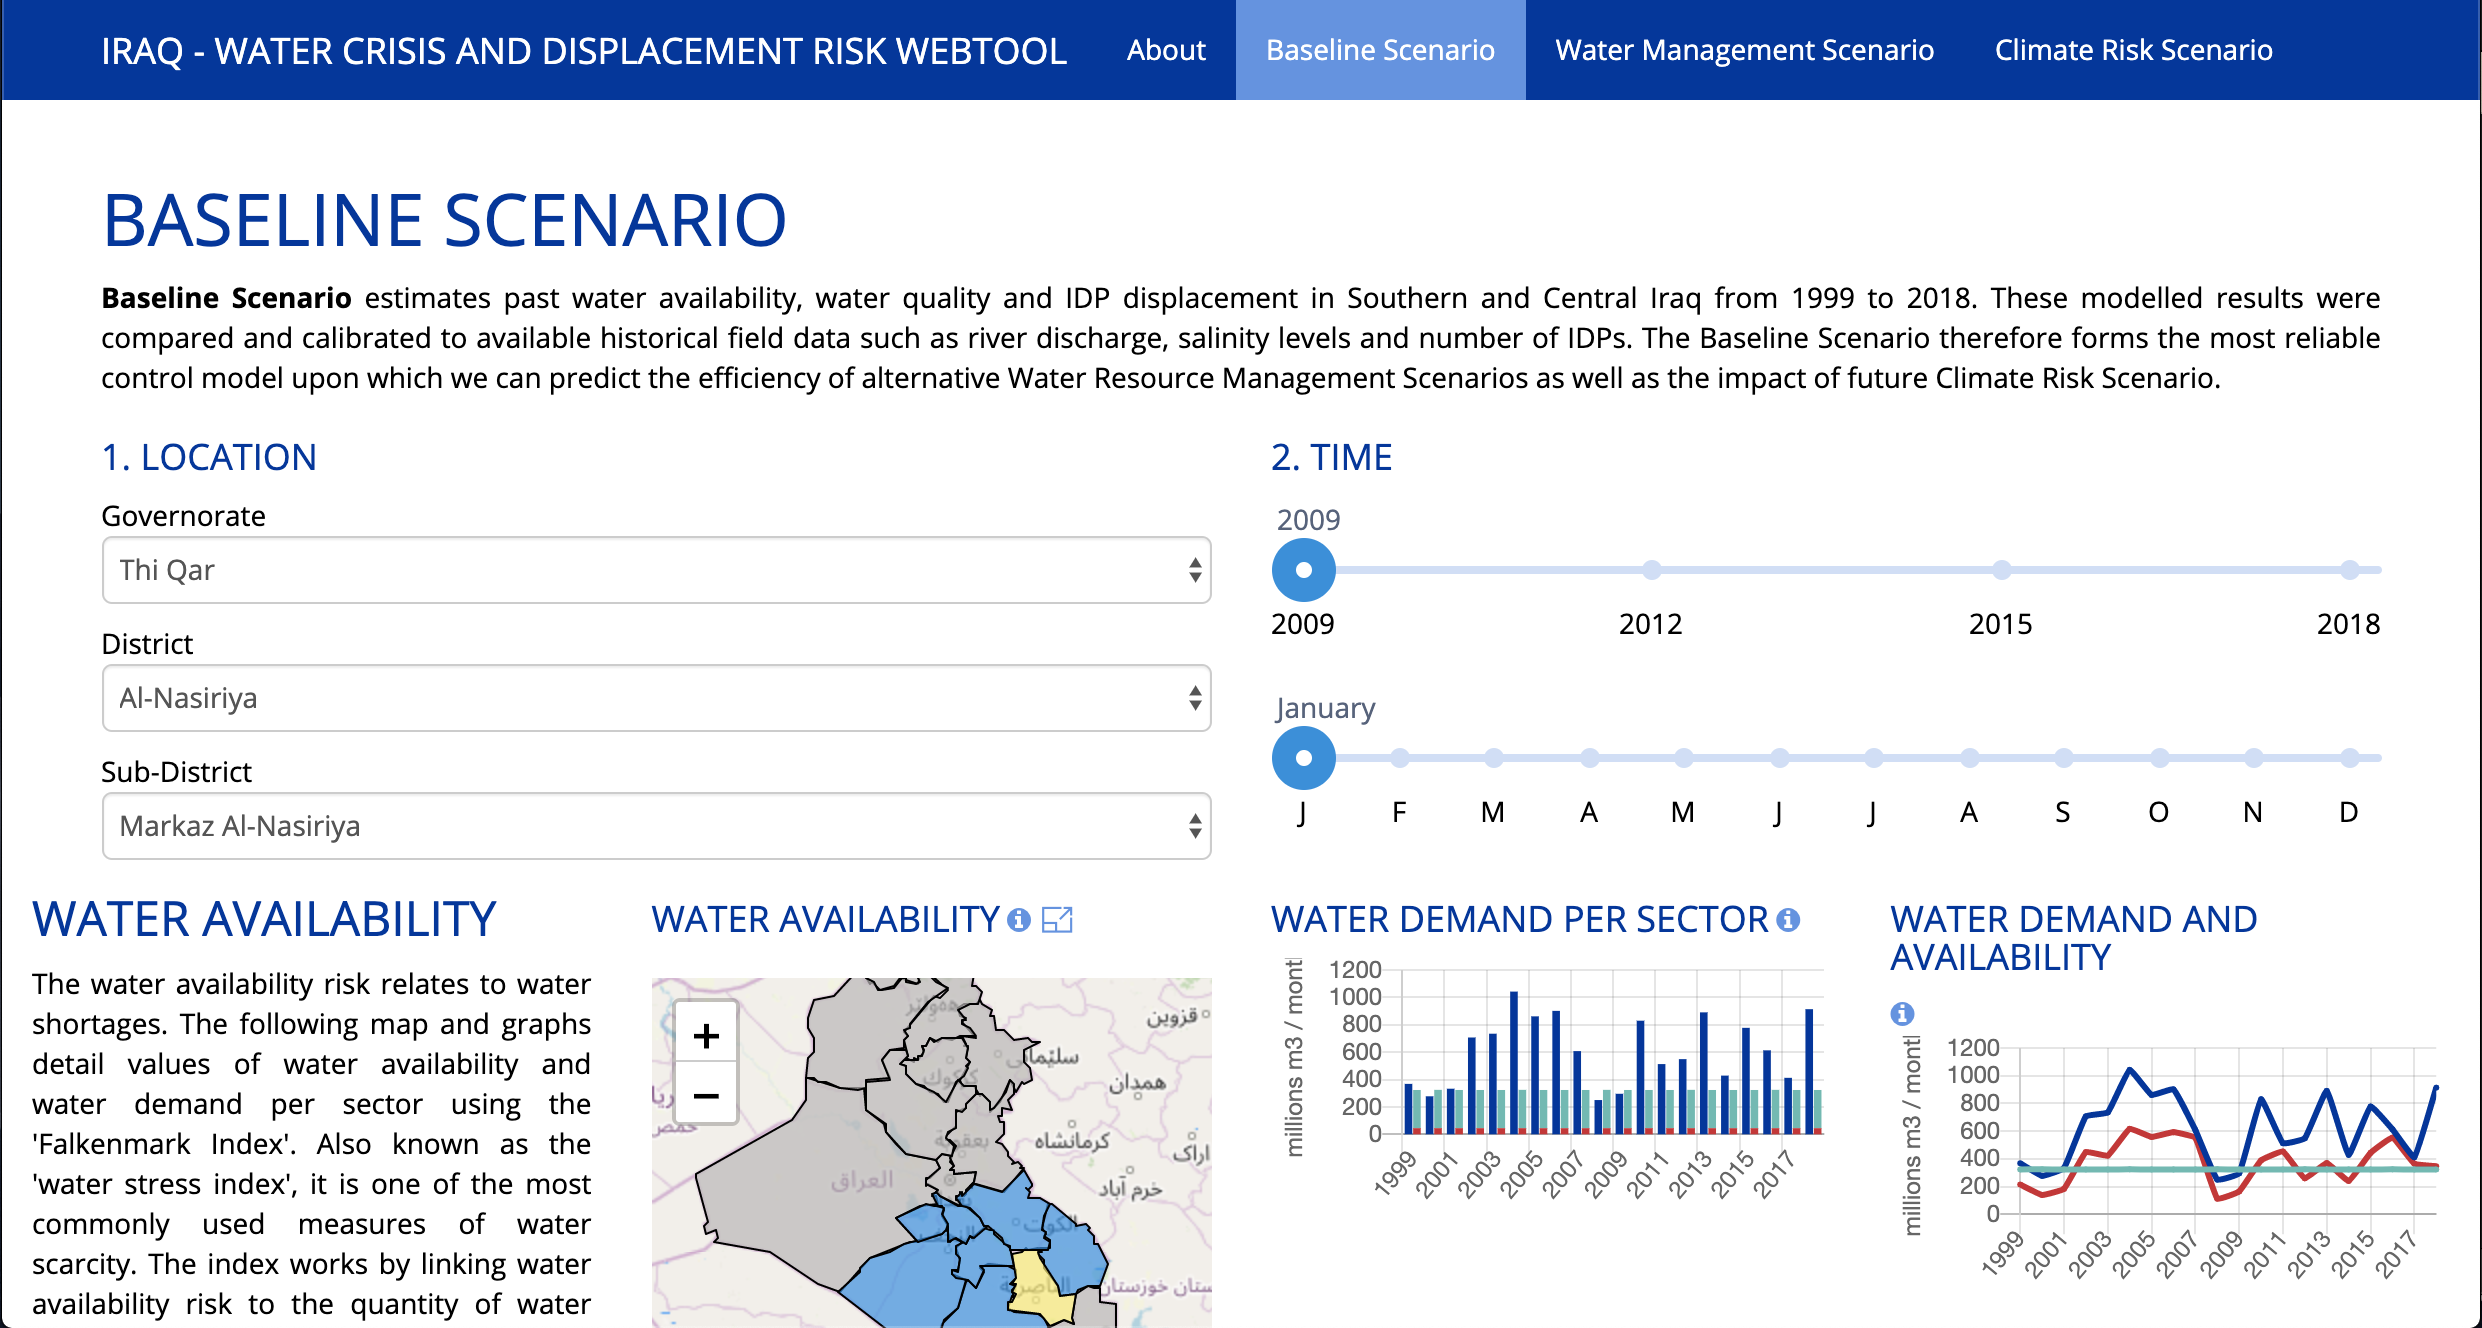 IRAQ - WATER CRISIS AND DISPLACEMENT RISK WEBTOOL
About
Baseline Scenario
Water Management Scenario
Climate Risk Scenario
BASELINE SCENARIO
Baseline Scenario estimates past water availability, water quality and IDP displacement in Southern and Central Iraq from 1999 to 2018. These modelled results were
compared and calibrated to available historical field data such as river discharge, salinity levels and number of IDPs. The Baseline Scenario therefore forms the most reliable
control model upon which we can predict the efficiency of alternative Water Resource Management Scenarios as well as the impact of future Climate Risk Scenario.
1. LOCATION
Governorate
Thi Qar
District
Al-Nasiriya
Sub-District
Markaz Al-Nasiriya
2. TIME
2009
2009 2012 2015 2018
January
J F M A M J J A S O N D
WATER AVAILABILITY
The water availability risk relates to water
shortages. The following map and graphs
detail values of water availability and
water demand per sector using the
'Falkenmark Index'. Also known as the
'water stress index', it is one of the most
commonly used measures of water
scarcity. The index works by linking water
availability risk to the quantity of water
WATER AVAILABILITY
+
−
قزوین
همدان
کرمانشاه
اراک
خرم آباد
العراق
بعقوبة
الكوت
الناصرية
ستان خوزستان
WATER DEMAND PER SECTOR
millions m3 / mont
1200
1000
800
600
400
200
0
1999 2001 2003 2005 2007 2009 2011 2013 2015 2017
WATER DEMAND AND
AVAILABILITY
millions m3 / mont
1200
1000
800
600
400
200
0
1999 2001 2003 2005 2007 2009 2011 2013 2015 2017